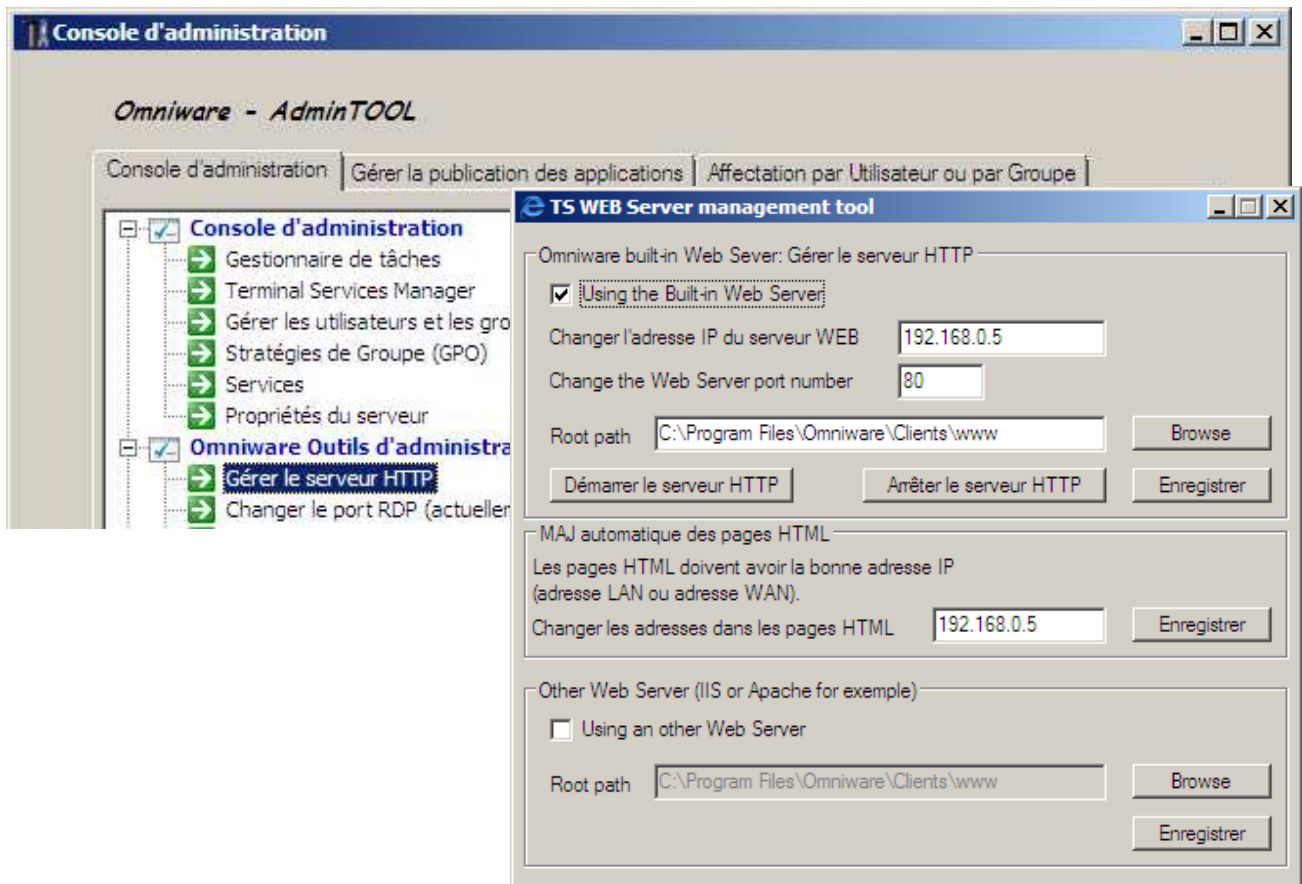 Console d'administration
Omniware - AdminTOOL
Console d'administration Gérer la publication des applications Affectation par Utilisateur ou par Groupe
Console d'administration
Gestionnaire de tâches
Terminal Services Manager
Gérer les utilisateurs et les gro
Stratégies de Groupe (GPO)
Services
Propriétés du serveur
Omniware Outils d'administra
Gérer le serveur HTTP
Changer le port RDP (actueller
TS WEB Server management tool
Omniware built-in Web Sever: Gérer le serveur HTTP
Using the Built-in Web Server
Changer l'adresse IP du serveur WEB 192.168.0.5
Change the Web Server port number 80
Root path C:\Program Files\Omniware\Clients\www Browse
Démarrer le serveur HTTP Arrêter le serveur HTTP Enregistrer
MAJ automatique des pages HTML
Les pages HTML doivent avoir la bonne adresse IP
(adresse LAN ou adresse WAN).
Changer les adresses dans les pages HTML 192.168.0.5 Enregistrer
Other Web Server (IIS or Apache for exemple)
Using an other Web Server
Root path C:\Program Files\Omniware\Clients\www Browse
Enregistrer